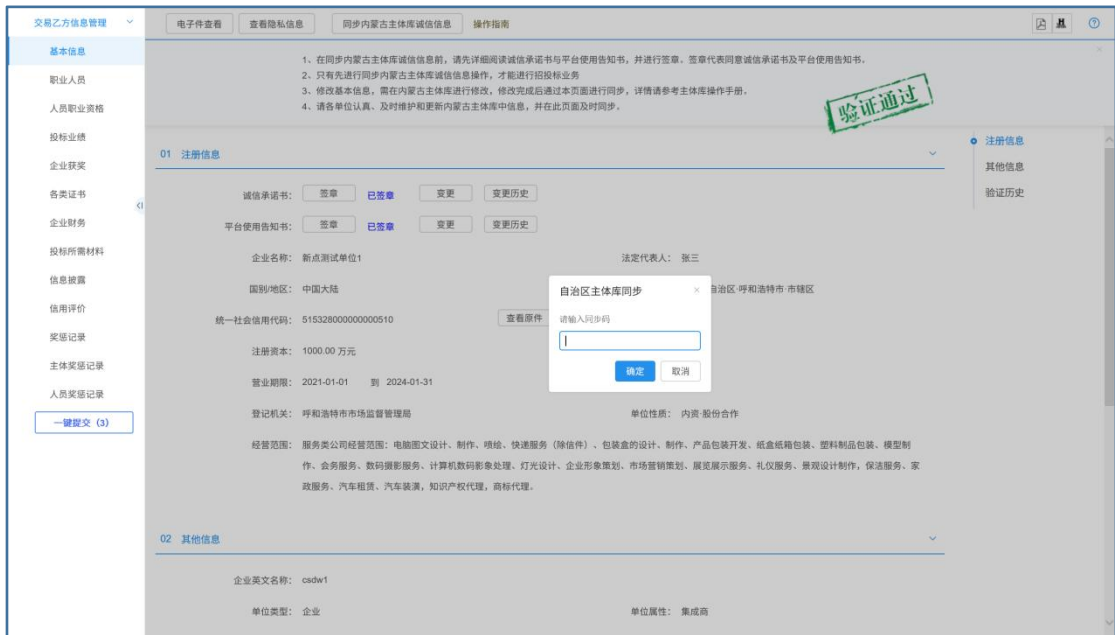 交易乙方信息管理
电子件查看 查看隐私信息 同步内蒙古主体库诚信信息 操作指南
基本信息
职业人员
人员职业资格
投标业绩
企业获奖
各类证书
企业财务
投标所需材料
信息披露
信用评价
奖惩记录
主体奖惩记录
人员奖惩记录
一键提交（3）
1、在同步内蒙古主体库诚信信息前，请先详细阅读诚信承诺书与平台使用告知书，并进行签章。签章代表同意诚信承诺书及平台使用告知书。
2、只有先进行同步内蒙古主体库诚信信息操作，才能进行招投标业务
3、修改基本信息，需在内蒙古主体库进行修改，修改完成后通过本页面进行同步，详情请参考主体库操作手册。
4、请各单位认真、及时维护和更新内蒙古主体库中信息，并在此页面及时同步。
验证通过
注册信息
其他信息
验证历史
01 注册信息
诚信承诺书： 签章 已签章 变更 变更历史
平台使用告知书： 签章 已签章 变更 变更历史
企业名称： 新点测试单位1 法定代表人： 张三
国别/地区： 中国大陆 自治区·呼和浩特市·市辖区
统一社会信用代码： 515328000000000510 查看原件
注册资本： 1000.00 万元
营业期限： 2021-01-01 到 2024-01-31
登记机关： 呼和浩特市市场监督管理局 单位性质： 内资·股份合作
经营范围： 服务类公司经营范围：电脑图文设计、制作、喷绘、快递服务（除信件）、包装盒的设计、制作、产品包装开发、纸盒纸箱包装、塑料制品包装、模型制
作、会务服务、数码摄影服务、计算机数码影象处理、灯光设计、企业形象策划、市场营销策划、展览展示服务、礼仪服务、景观设计制作，保洁服务、家
政服务、汽车租赁、汽车装潢，知识产权代理，商标代理。
自治区主体库同步
请输入同步码
确定 取消
02 其他信息
企业英文名称： csdw1
单位类型： 企业 单位属性： 集成商